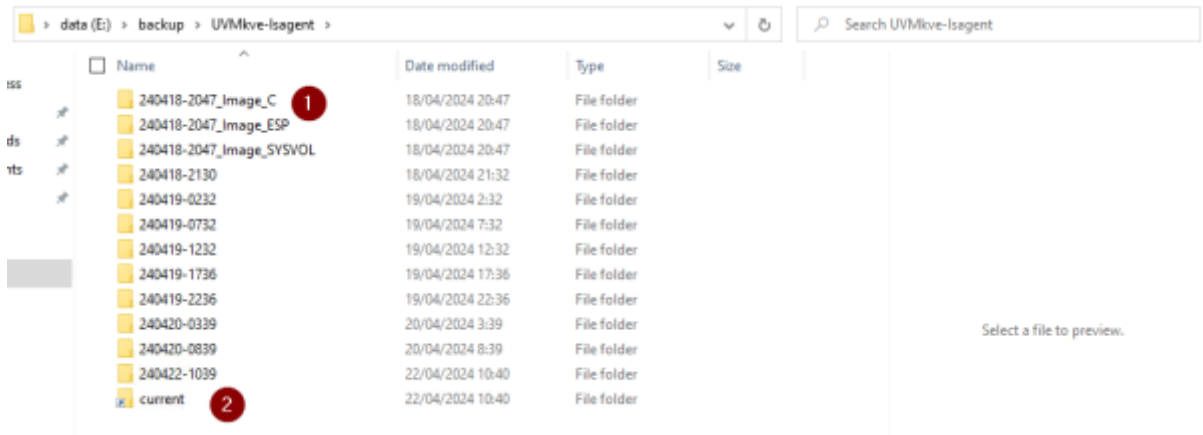 data (E:) › backup › UVMkve-Isagent › Search UVMkve-Isagent
Name Date modified Type Size
ess
240418-2047_Image_C 1 18/04/2024 20:47 File folder
240418-2047_Image_ESP 18/04/2024 20:47 File folder
ds 240418-2047_Image_SYSVOL 18/04/2024 20:47 File folder
nts 240418-2130 18/04/2024 21:32 File folder
240419-0232 19/04/2024 2:32 File folder
240419-0732 19/04/2024 7:32 File folder
240419-1232 19/04/2024 12:32 File folder
240419-1736 19/04/2024 17:36 File folder
240419-2236 19/04/2024 22:36 File folder
240420-0339 20/04/2024 3:39 File folder
Select a file to preview.
240420-0839 20/04/2024 8:39 File folder
240422-1039 22/04/2024 10:40 File folder
current 2 22/04/2024 10:40 File folder